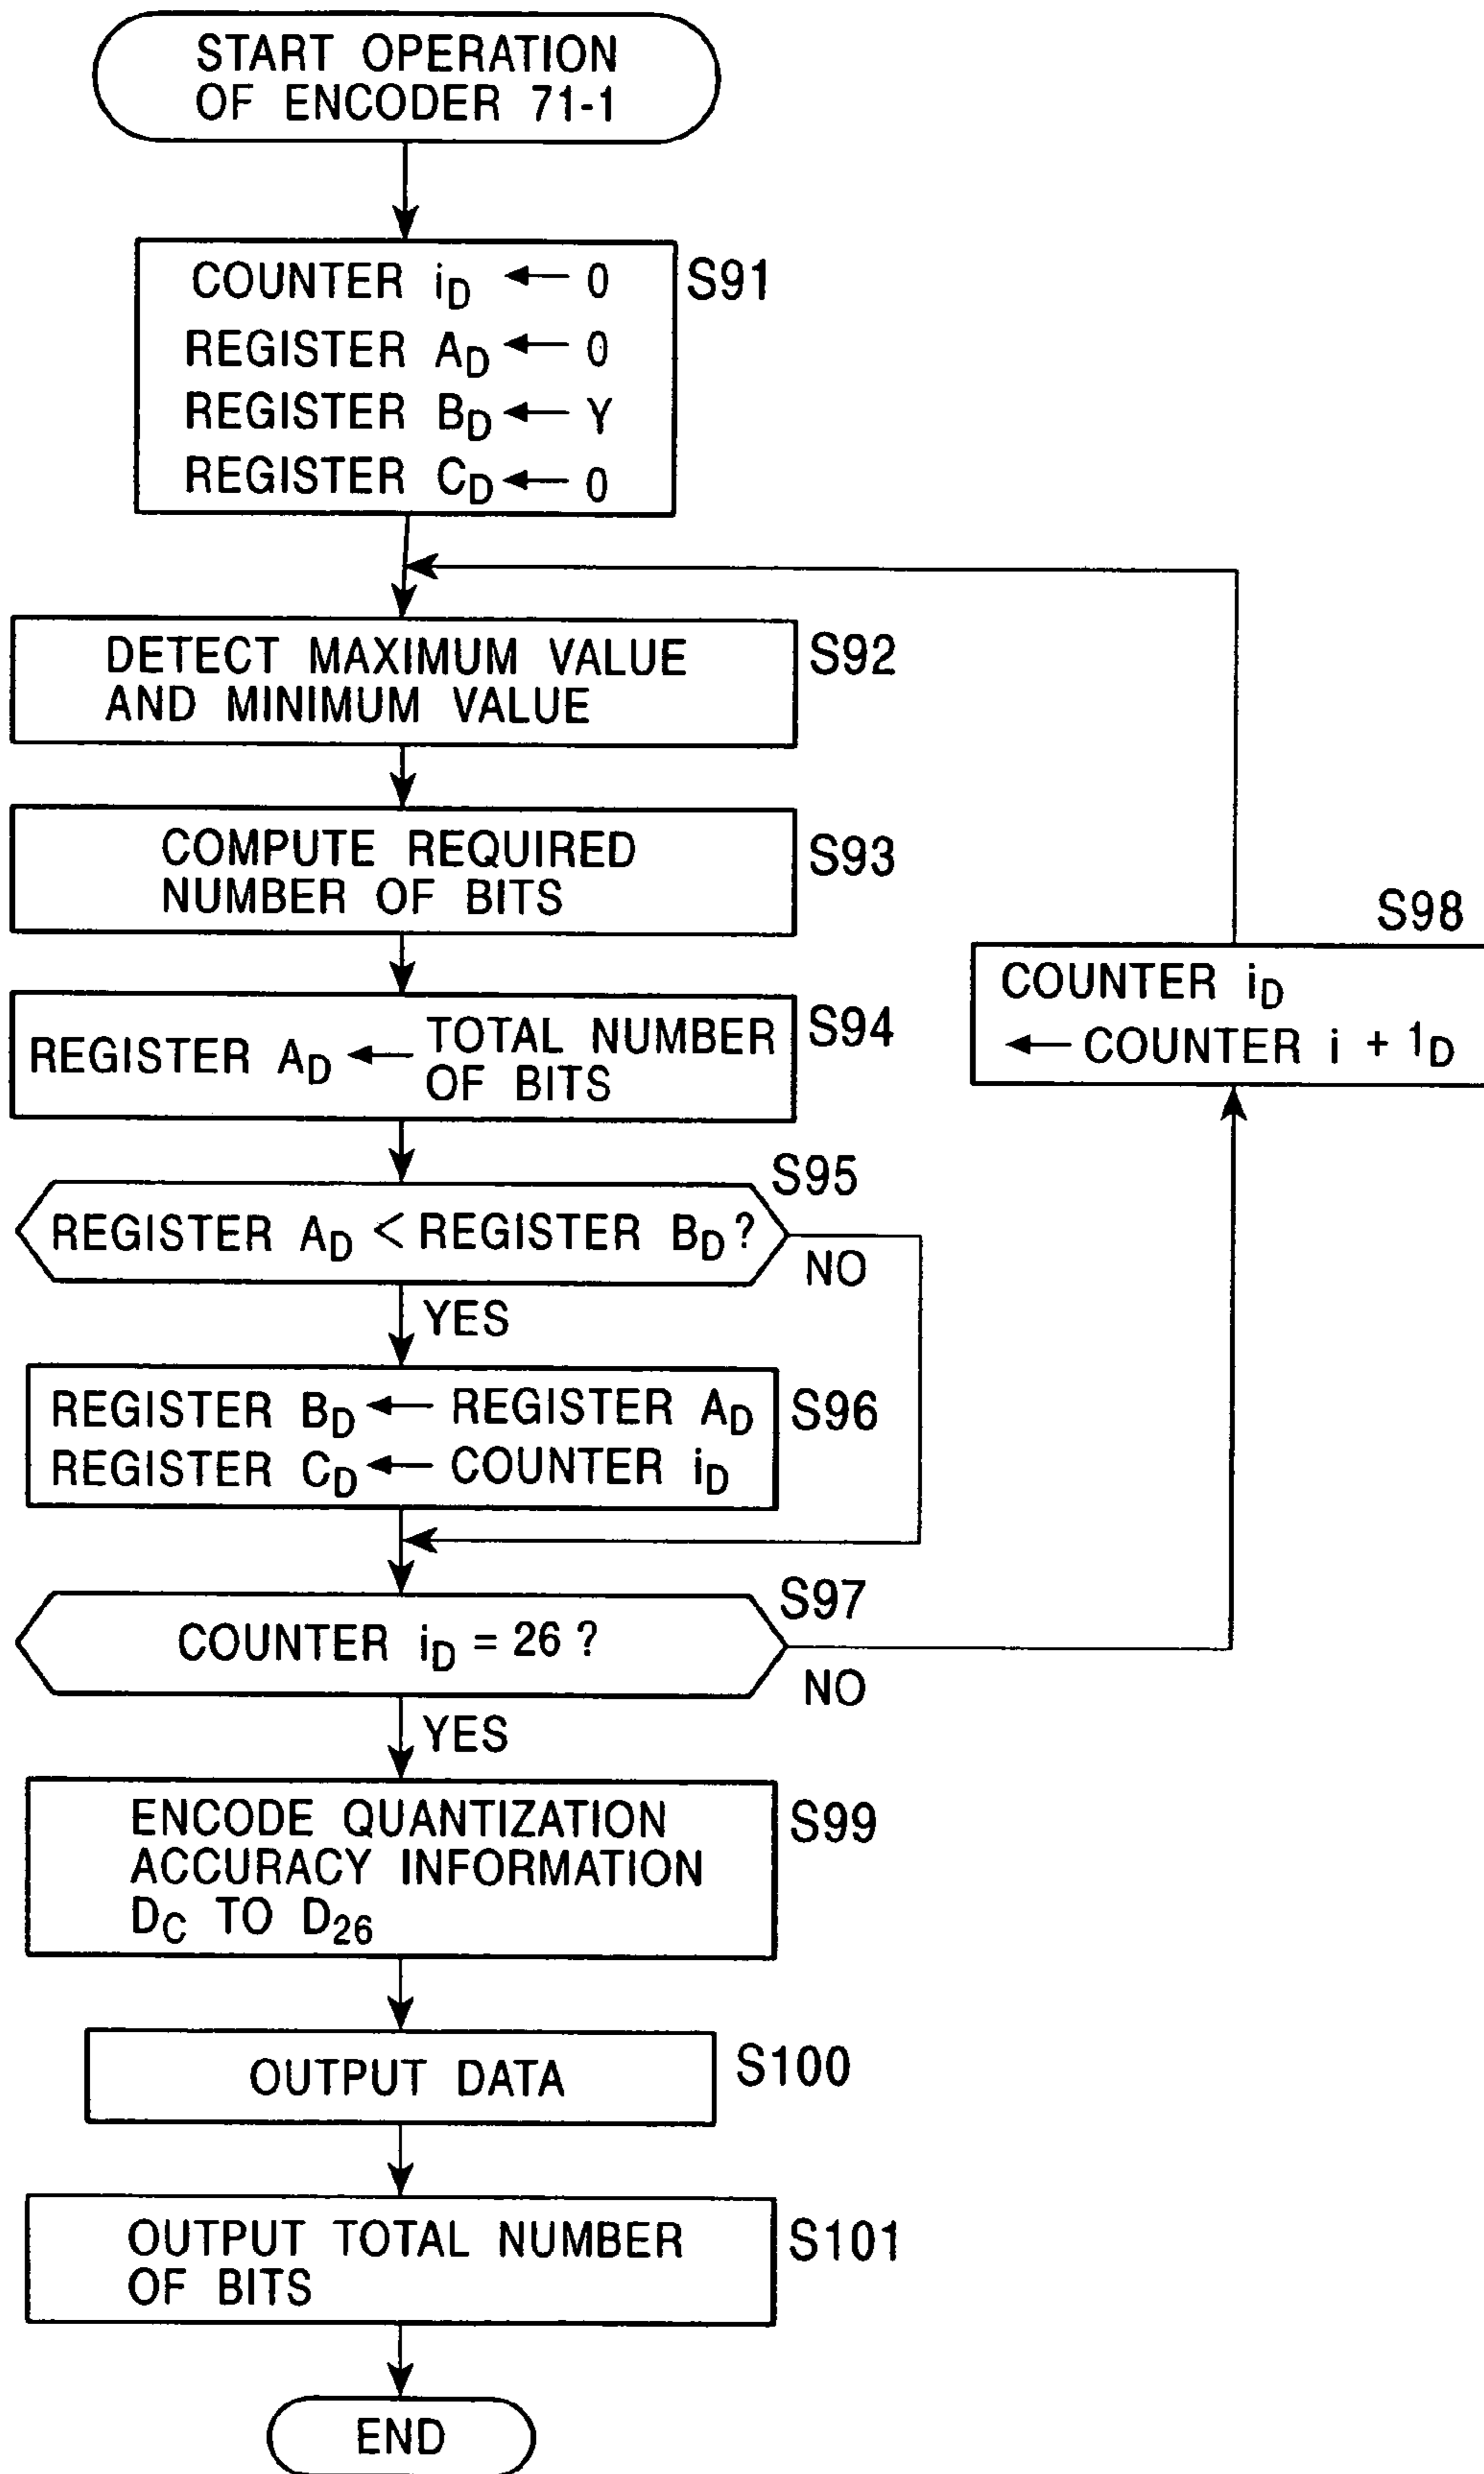 START OPERATION
OF ENCODER 71-1
COUNTER iD ← 0
REGISTER AD ← 0
REGISTER BD ← Y
REGISTER CD ← 0
S91
DETECT MAXIMUM VALUE
AND MINIMUM VALUE
S92
COMPUTE REQUIRED
NUMBER OF BITS
S93
REGISTER AD ← TOTAL NUMBER
OF BITS
S94
REGISTER AD < REGISTER BD ?
S95
NO
YES
REGISTER BD ← REGISTER AD
REGISTER CD ← COUNTER iD
S96
COUNTER iD = 26 ?
S97
NO
YES
S98
COUNTER iD
← COUNTER i + 1D
ENCODE QUANTIZATION
ACCURACY INFORMATION
DC TO D26
S99
OUTPUT DATA
S100
OUTPUT TOTAL NUMBER
OF BITS
S101
END